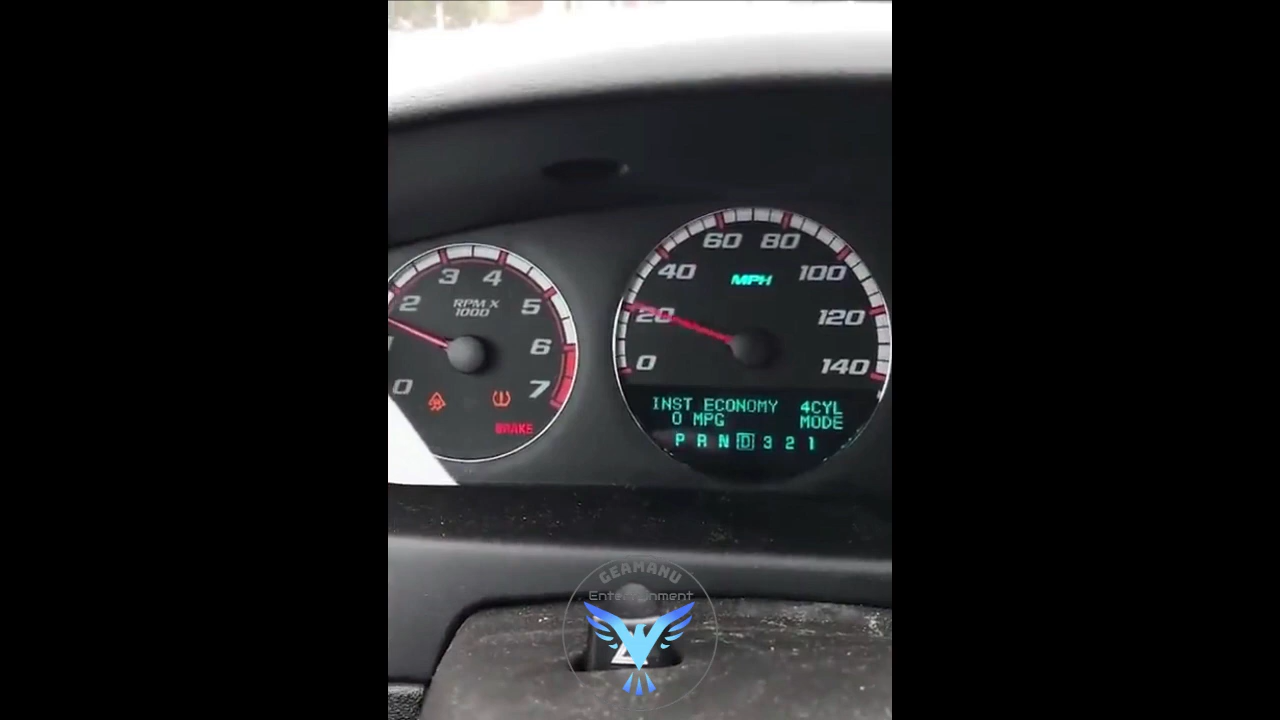 60 80
40 MPH 100
20 120
0 140
3 4
2 RPM X 5
1000
1 6
0 7
BRAKE
INST ECONOMY 4CYL
0 MPG MODE
P R N D 3 2 1
GEAMANU
Entertainment